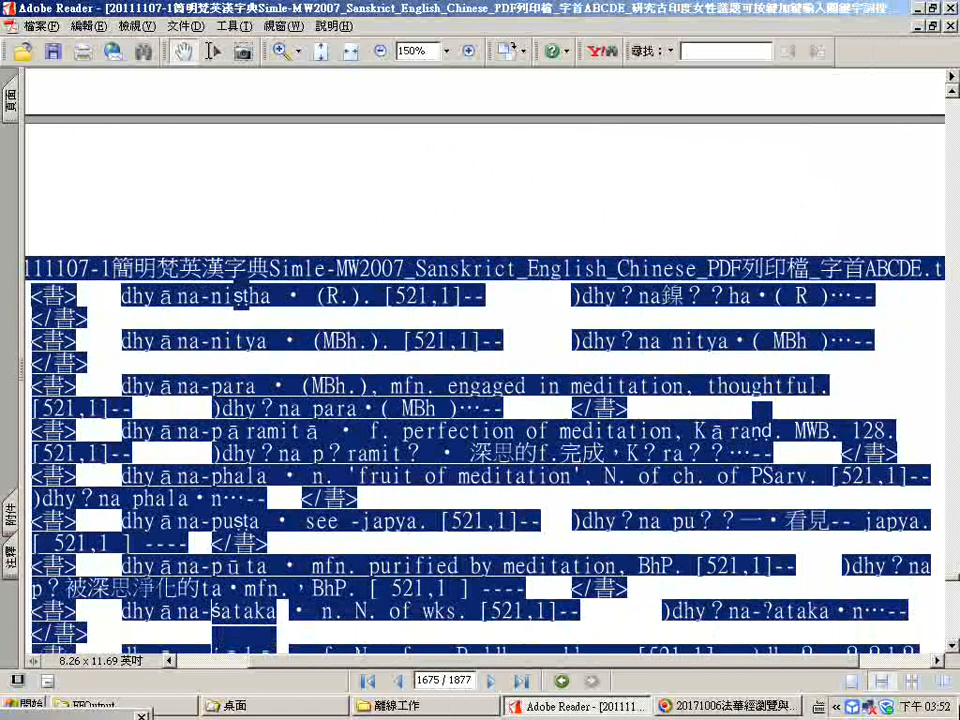 Adobe Reader - [20111107-1簡明梵英漢字典Simle-MW2007_Sanskrict_English_Chinese_PDF列印檔_字首ABCDE_研究古印度女性議題可按鍵加鍵輸入關鍵字詞搜
檔案(F) 編輯(E) 檢視(V) 文件(D) 工具(T) 視窗(W) 說明(H)
150% Y! 尋找:
頁面
111107-1簡明梵英漢字典Simle-MW2007_Sanskrict_English_Chinese_PDF列印檔_字首ABCDE.t
<書> dhyāna-niṣṭha • (R.). [521,1]-- )dhy?na鎳??ha•( R )…--
</書>
<書> dhyāna-nitya • (MBh.). [521,1]-- )dhy?na nitya•( MBh )…--
</書>
<書> dhyāna-para • (MBh.), mfn. engaged in meditation, thoughtful.
[521,1]-- )dhy?na para•( MBh )…-- </書>
<書> dhyāna-pāramitā • f. perfection of meditation, Kāraṇḍ. MWB. 128.
[521,1]-- )dhy?na p?ramit? • 深思的f.完成，K?ra??…-- </書>
<書> dhyāna-phala • n. 'fruit of meditation', N. of ch. of PSarv. [521,1]--
)dhy?na phala•n…-- </書>
<書> dhyāna-puṣṭa • see -japya. [521,1]-- )dhy?na pu??一•看見-- japya.
[ 521,1 ] ---- </書>
<書> dhyāna-pūta • mfn. purified by meditation, BhP. [521,1]-- )dhy?na
p?被深思淨化的ta•mfn.，BhP. [ 521,1 ] ---- </書>
<書> dhyāna-śataka • n. N. of wks. [521,1]-- )dhy?na-?ataka•n…--
</書>
附件
注釋
8.26 x 11.69 英吋
1675 / 1877
開始 FFOutput 桌面 離線工作 Adobe Reader - [201111... 20171006法華經瀏覽與... 下午 03:52